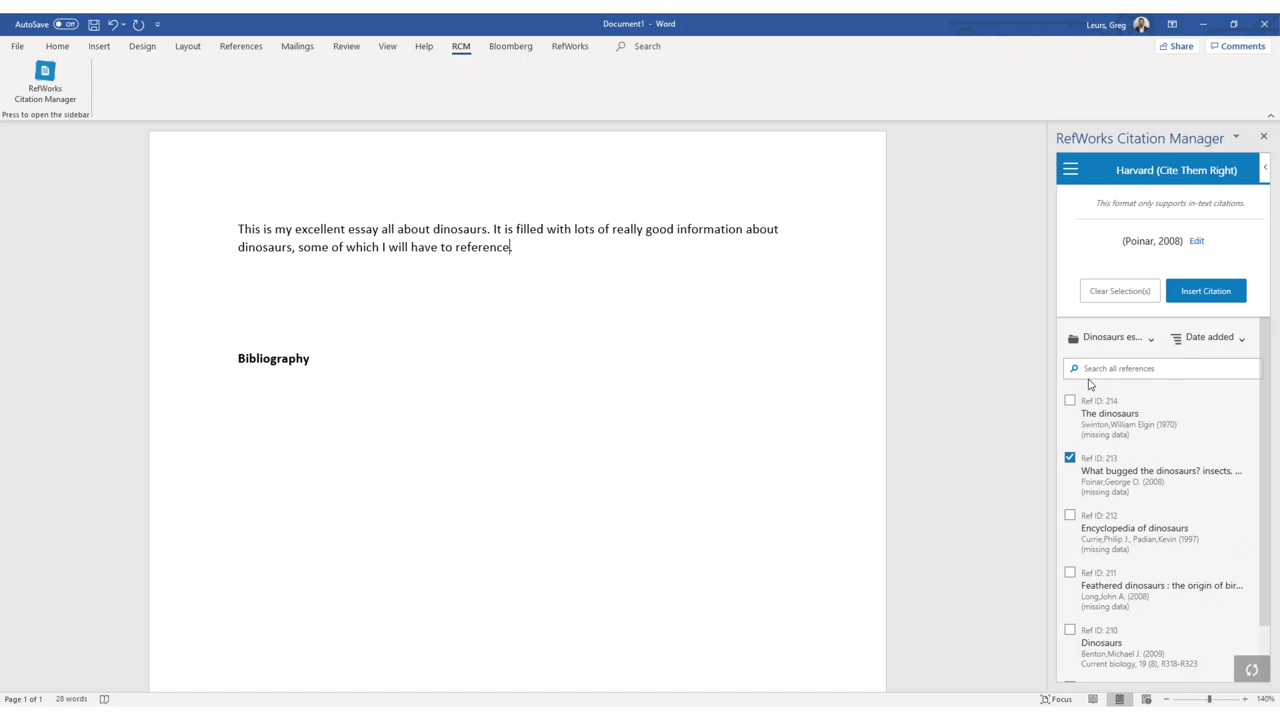 AutoSave Off
Document1 - Word
Leurs, Greg
File Home Insert Design Layout References Mailings Review View Help RCM Bloomberg RefWorks Search
Share Comments
RefWorks
Citation Manager
Press to open the sidebar
This is my excellent essay all about dinosaurs. It is filled with lots of really good information about
dinosaurs, some of which I will have to reference.
Bibliography
RefWorks Citation Manager
Harvard (Cite Them Right)
This format only supports in-text citations.
(Poinar, 2008) Edit
Clear Selection(s) Insert Citation
Dinosaurs es... Date added
Search all references
Ref ID: 214
The dinosaurs
Swinton,William Elgin (1970)
(missing data)
Ref ID: 213
What bugged the dinosaurs? insects, ...
Poinar,George O. (2008)
(missing data)
Ref ID: 212
Encyclopedia of dinosaurs
Currie,Philip J., Padian,Kevin (1997)
(missing data)
Ref ID: 211
Feathered dinosaurs : the origin of bir...
Long,John A. (2008)
(missing data)
Ref ID: 210
Dinosaurs
Benton,Michael J. (2009)
Current biology, 19 (8), R318-R323
Page 1 of 1 28 words
Focus
140%